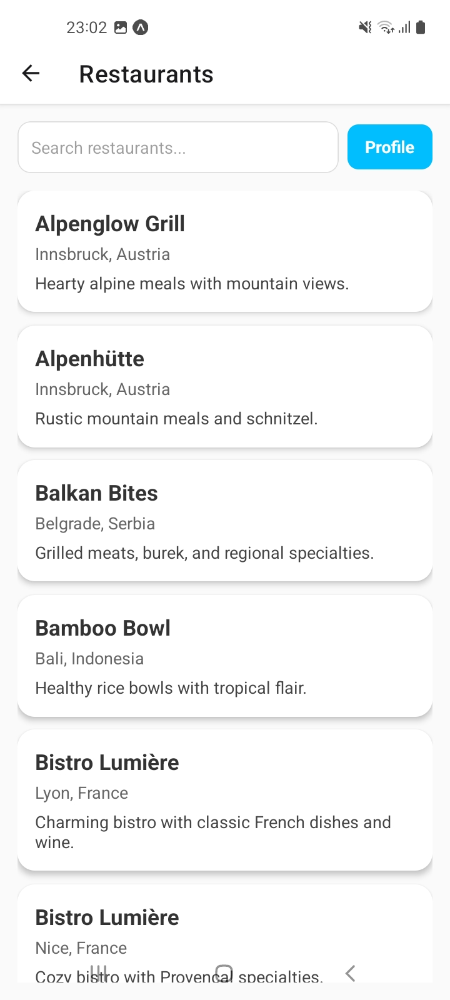 23:02
Restaurants
Search restaurants...
Profile
Alpenglow Grill
Innsbruck, Austria
Hearty alpine meals with mountain views.
Alpenhütte
Innsbruck, Austria
Rustic mountain meals and schnitzel.
Balkan Bites
Belgrade, Serbia
Grilled meats, burek, and regional specialties.
Bamboo Bowl
Bali, Indonesia
Healthy rice bowls with tropical flair.
Bistro Lumière
Lyon, France
Charming bistro with classic French dishes and
wine.
Bistro Lumière
Nice, France
Cozy bistro with Provençal specialties.